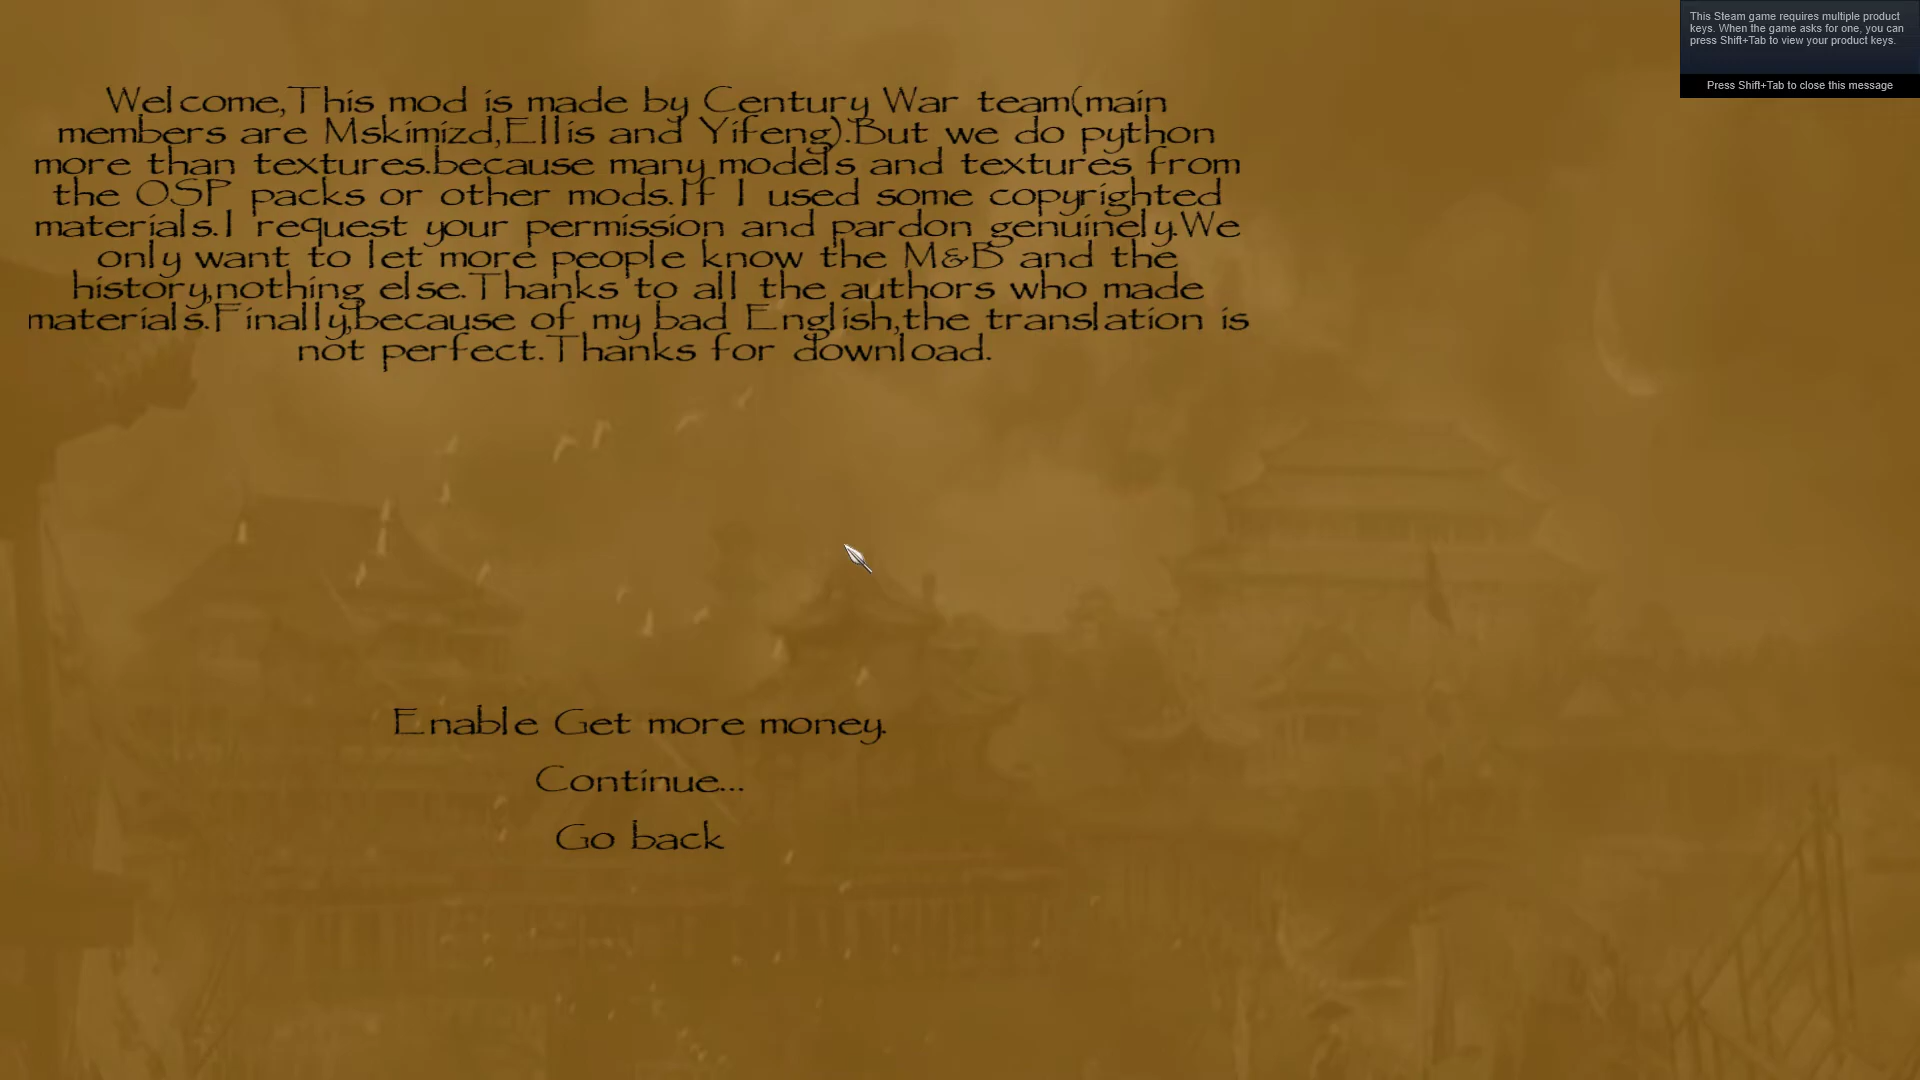 This Steam game requires multiple product
keys. When the game asks for one, you can
press Shift+Tab to view your product keys.
Press Shift+Tab to close this message
Welcome,This mod is made by Century War team(main
members are Mskimizd,Ellis and Yifeng).But we do python
more than textures.because many models and textures from
the OSP packs or other mods.If I used some copyrighted
materials.I request your permission and pardon genuinely.We
only want to let more people know the M&B and the
history,nothing else.Thanks to all the authors who made
materials.Finally,because of my bad English,the translation is
not perfect.Thanks for download.
Enable Get more money.
Continue...
Go back